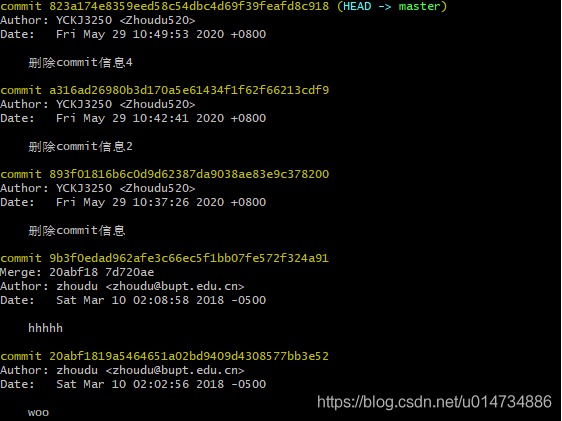 commit 823a174e8359eed58c54dbc4d69f39feafd8c918 (HEAD -> master)
Author: YCKJ3250 <Zhoudu520>
Date:   Fri May 29 10:49:53 2020 +0800
删除commit信息4
commit a316ad26980b3d170a5e61434f1f62f66213cdf9
Author: YCKJ3250 <Zhoudu520>
Date:   Fri May 29 10:42:41 2020 +0800
删除commit信息2
commit 893f01816b6c0d9d62387da9038ae83e9c378200
Author: YCKJ3250 <Zhoudu520>
Date:   Fri May 29 10:37:26 2020 +0800
删除commit信息
commit 9b3f0edad962afe3c66ec5f1bb07fe572f324a91
Merge: 20abf18 7d720ae
Author: zhoudu <zhoudu@bupt.edu.cn>
Date:   Sat Mar 10 02:08:58 2018 -0500
hhhhh
commit 20abf1819a5464651a02bd9409d4308577bb3e52
Author: zhoudu <zhoudu@bupt.edu.cn>
Date:   Sat Mar 10 02:02:56 2018 -0500
woo
https://blog.csdn.net/u014734886